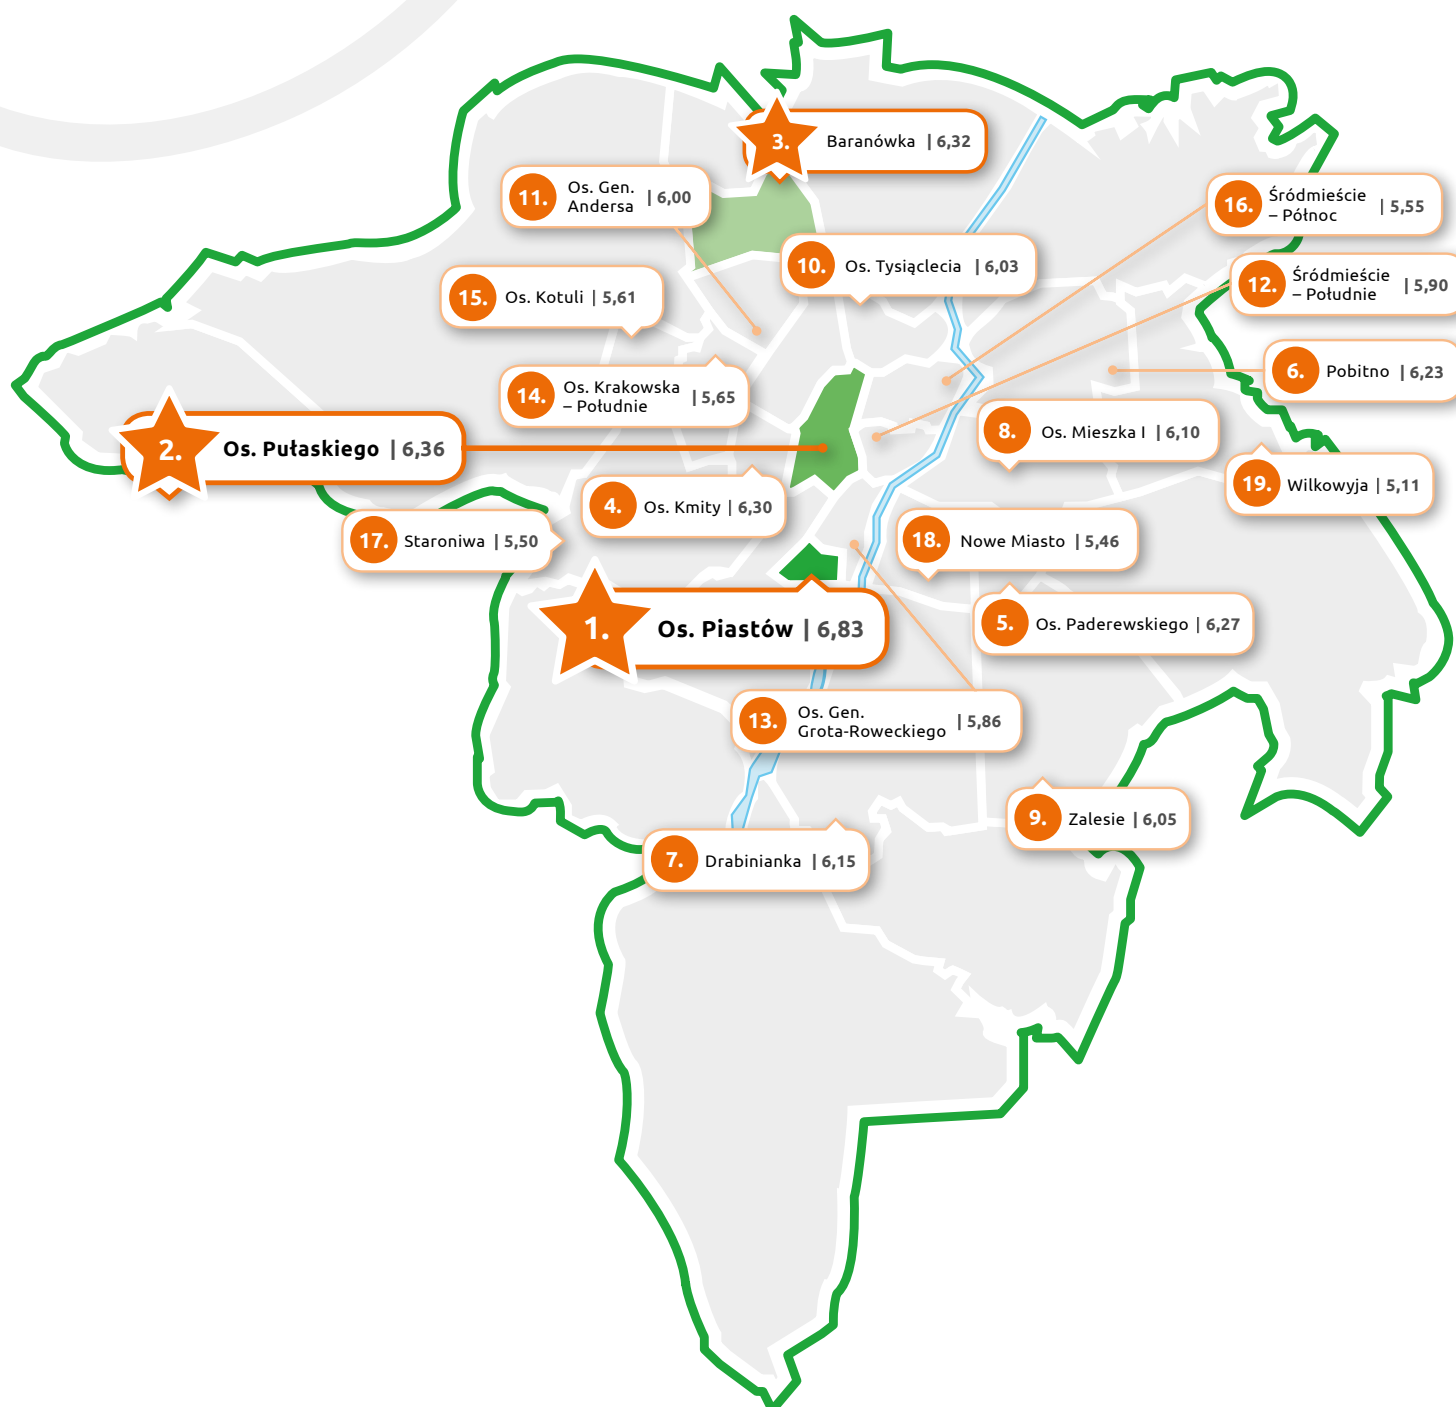 3. Baranówka | 6,32
11. Os. Gen.
Andersa | 6,00
16. Śródmieście
– Północ | 5,55
10. Os. Tysiąclecia | 6,03
12. Śródmieście
– Południe | 5,90
15. Os. Kotuli | 5,61
6. Pobitno | 6,23
14. Os. Krakowska
– Południe | 5,65
8. Os. Mieszka I | 6,10
2. Os. Pułaskiego | 6,36
19. Wilkowyja | 5,11
4. Os. Kmity | 6,30
17. Staroniwa | 5,50
18. Nowe Miasto | 5,46
1. Os. Piastów | 6,83
5. Os. Paderewskiego | 6,27
13. Os. Gen.
Grota-Roweckiego | 5,86
9. Zalesie | 6,05
7. Drabinianka | 6,15